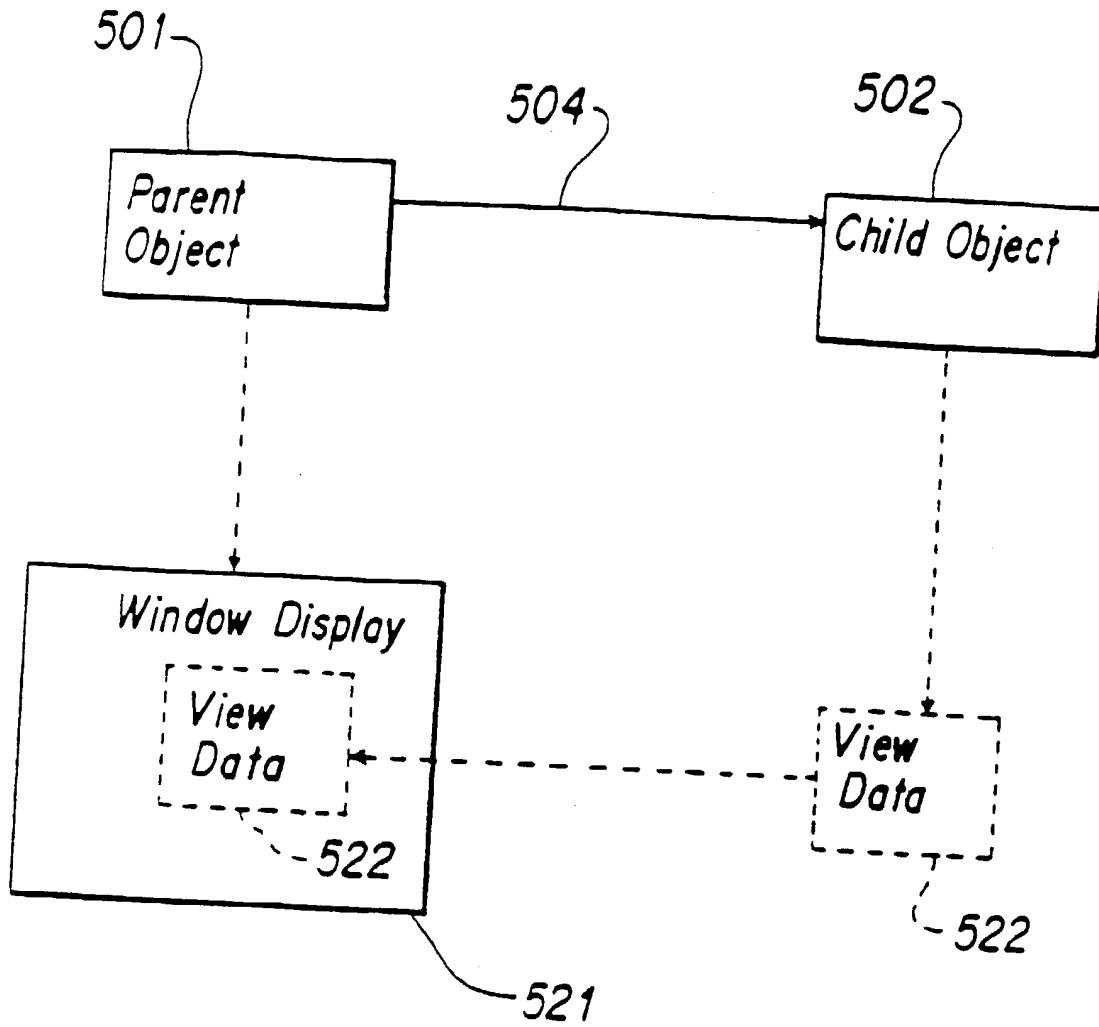 501
504
502
Parent
Object
Child Object
Window Display
View
Data
522
View
Data
522
521